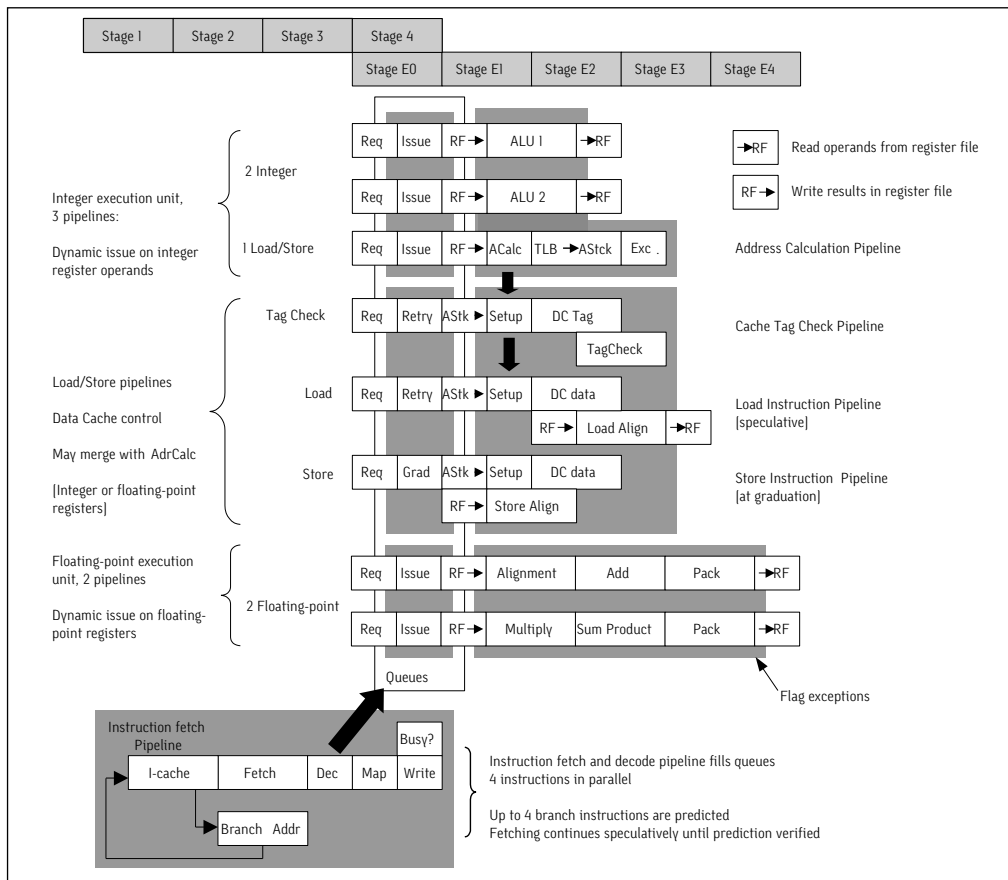 Stage 1 Stage 2 Stage 3 Stage 4
Stage E0 Stage E1 Stage E2 Stage E3 Stage E4
Integer execution unit,
3 pipelines:
Dynamic issue on integer
register operands
2 Integer
1 Load/Store
Req Issue RF ALU 1 RF
Req Issue RF ALU 2 RF
Req Issue RF ACalc TLB AStck Exc .
RF Read operands from register file
RF Write results in register file
Address Calculation Pipeline
Load/Store pipelines
Data Cache control
May merge with AdrCalc
[Integer or floating-point
registers]
Tag Check
Req Retry AStk Setup DC Tag
TagCheck
Cache Tag Check Pipeline
Load
Req Retry AStk Setup DC data
RF Load Align RF
Load Instruction Pipeline
[speculative]
Store
Req Grad AStk Setup DC data
RF Store Align
Store Instruction Pipeline
[at graduation]
Floating-point execution
unit, 2 pipelines
Dynamic issue on floating-
point registers
2 Floating-point
Req Issue RF Alignment Add Pack RF
Req Issue RF Multiply Sum Product Pack RF
Queues
Flag exceptions
Instruction fetch
Pipeline
Busy?
I-cache Fetch Dec Map Write
Branch Addr
Instruction fetch and decode pipeline fills queues
4 instructions in parallel
Up to 4 branch instructions are predicted
Fetching continues speculatively until prediction verified